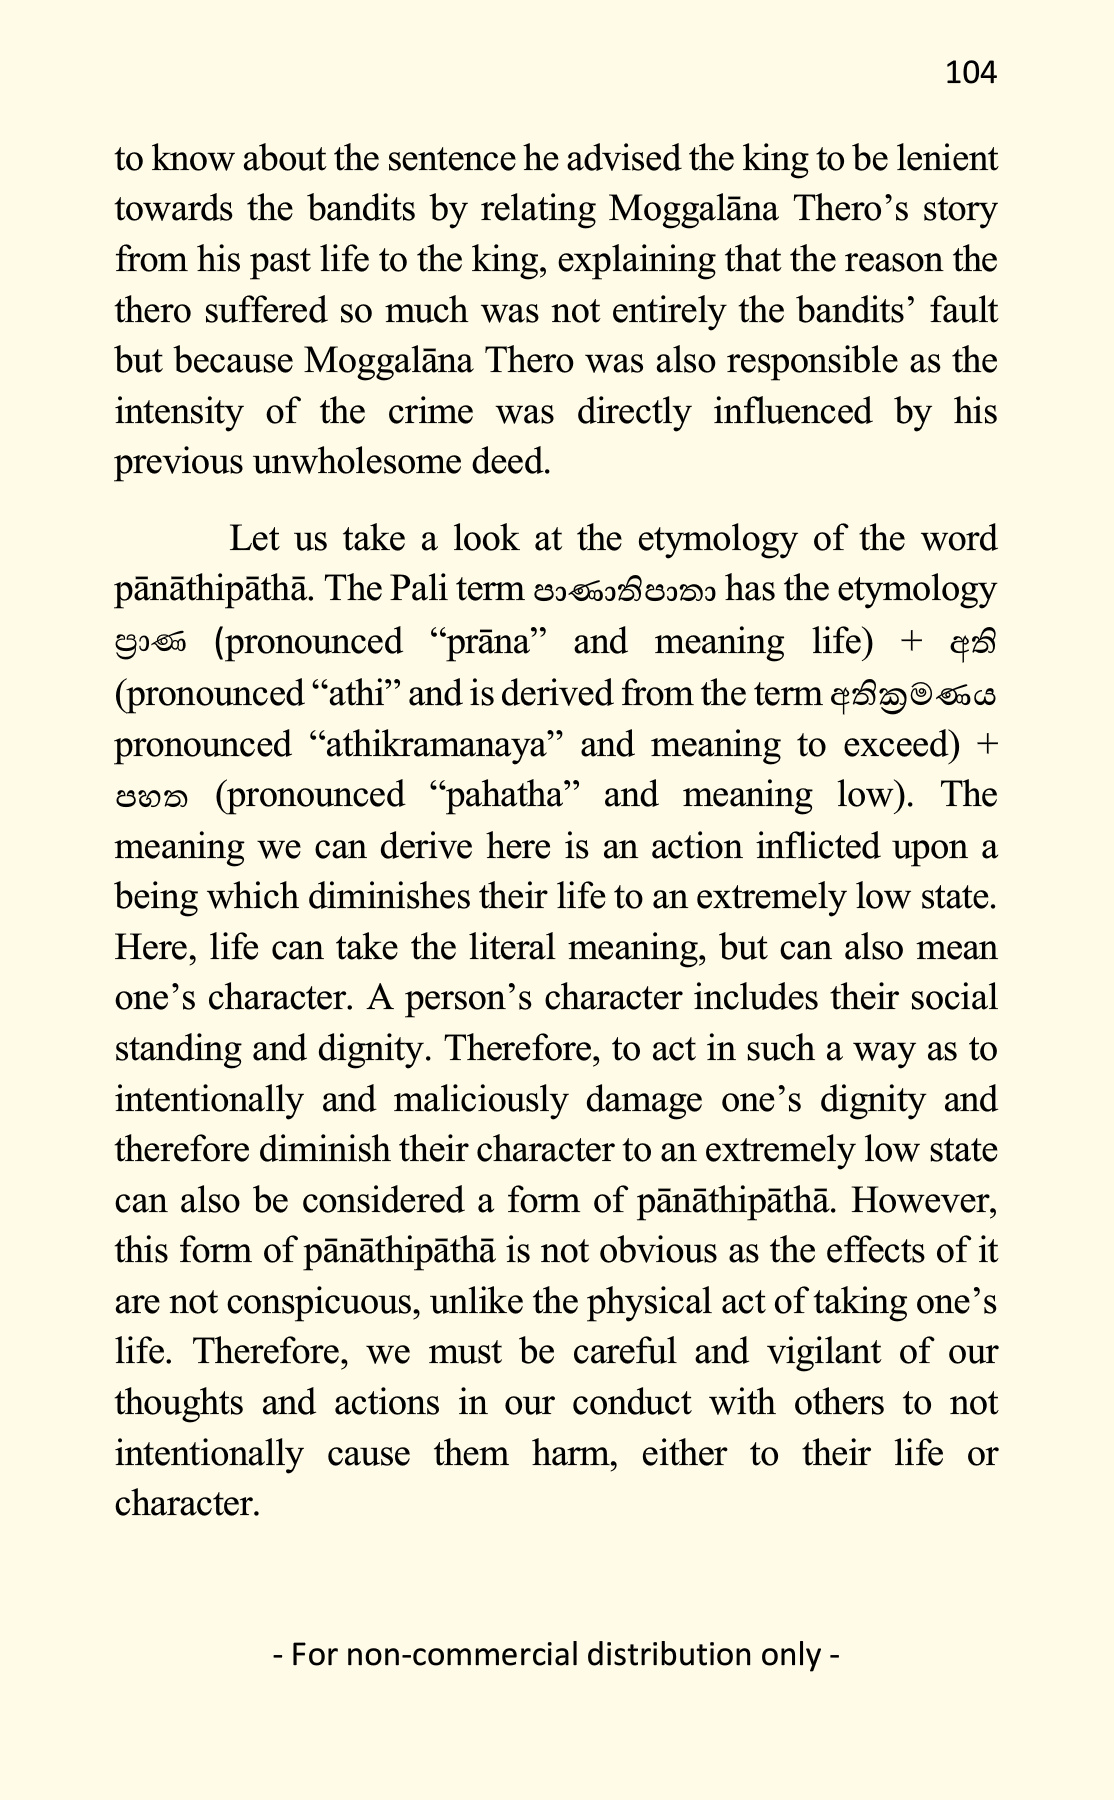 104
to know about the sentence he advised the king to be lenient
towards the bandits by relating Moggalāna Thero’s story
from his past life to the king, explaining that the reason the
thero suffered so much was not entirely the bandits’ fault
but because Moggalāna Thero was also responsible as the
intensity of the crime was directly influenced by his
previous unwholesome deed.
Let us take a look at the etymology of the word
pānāthipāthā. The Pali term පාණාතිපාතා has the etymology
ප්‍රාණ (pronounced “prāna” and meaning life) + අති
(pronounced “athi” and is derived from the term අතික්‍රමණය
pronounced “athikramanaya” and meaning to exceed) +
පහත (pronounced “pahatha” and meaning low). The
meaning we can derive here is an action inflicted upon a
being which diminishes their life to an extremely low state.
Here, life can take the literal meaning, but can also mean
one’s character. A person’s character includes their social
standing and dignity. Therefore, to act in such a way as to
intentionally and maliciously damage one’s dignity and
therefore diminish their character to an extremely low state
can also be considered a form of pānāthipāthā. However,
this form of pānāthipāthā is not obvious as the effects of it
are not conspicuous, unlike the physical act of taking one’s
life. Therefore, we must be careful and vigilant of our
thoughts and actions in our conduct with others to not
intentionally cause them harm, either to their life or
character.
- For non-commercial distribution only -